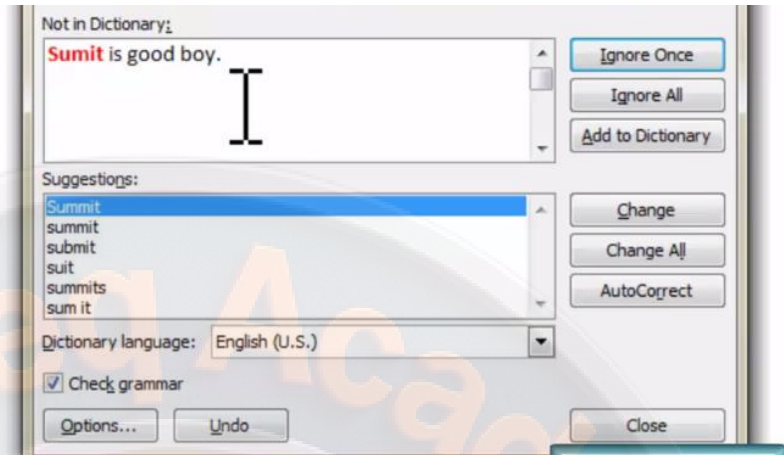 Not in Dictionary:
Sumit is good boy.
Ignore Once
Ignore All
Add to Dictionary
Suggestions:
Summit
summit
submit
suit
summits
sum it
Change
Change All
AutoCorrect
Dictionary language: English (U.S.)
Check grammar
Options... Undo Close